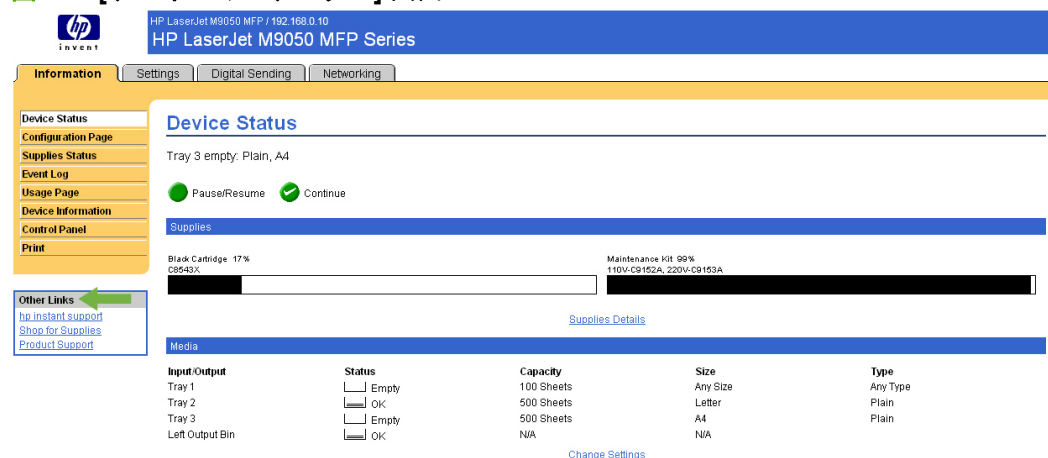 hp
invent
HP LaserJet M9050 MFP / 192.168.0.10
HP LaserJet M9050 MFP Series
Information Settings Digital Sending Networking
Device Status
Configuration Page
Supplies Status
Event Log
Usage Page
Device Information
Control Panel
Print
Other Links
hp instant support
Shop for Supplies
Product Support
Device Status
Tray 3 empty: Plain, A4
Pause/Resume Continue
Supplies
Black Cartridge 17%
C8543X
Maintenance Kit 99%
110V-C9152A, 220V-C9153A
Supplies Details
Media
Input/Output Status Capacity Size Type
Tray 1 Empty 100 Sheets Any Size Any Type
Tray 2 OK 500 Sheets Letter Plain
Tray 3 Empty 500 Sheets A4 Plain
Left Output Bin OK N/A N/A
Change Settings